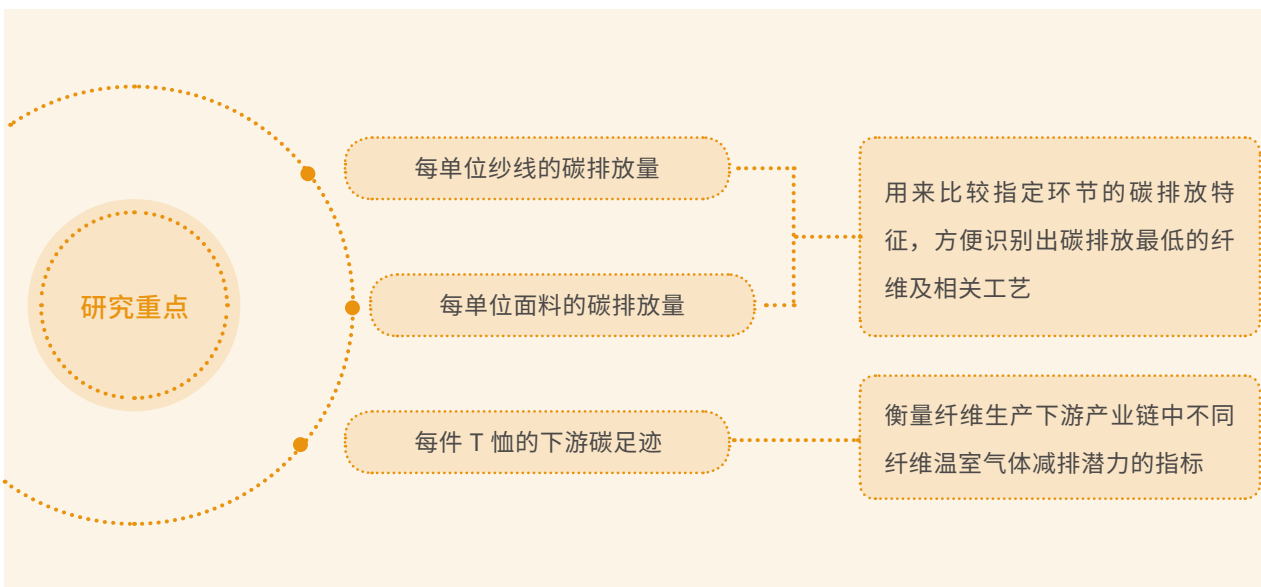 研究重点
每单位纱线的碳排放量
每单位面料的碳排放量
用来比较指定环节的碳排放特
征，方便识别出碳排放最低的纤
维及相关工艺
每件 T 恤的下游碳足迹
衡量纤维生产下游产业链中不同
纤维温室气体减排潜力的指标